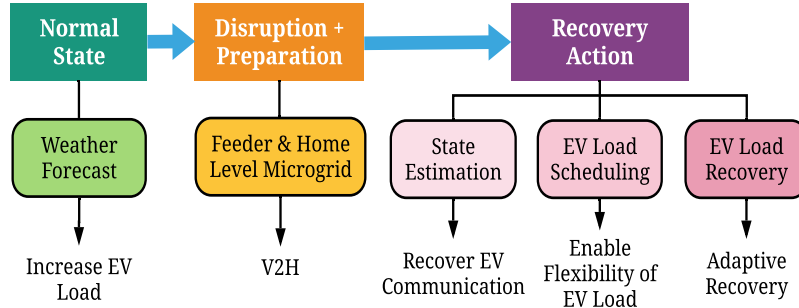 Normal
State
Disruption +
Preparation
Recovery
Action
Weather
Forecast
Feeder & Home
Level Microgrid
State
Estimation
EV Load
Scheduling
EV Load
Recovery
Increase EV
Load
V2H
Recover EV
Communication
Enable
Flexibility of
EV Load
Adaptive
Recovery